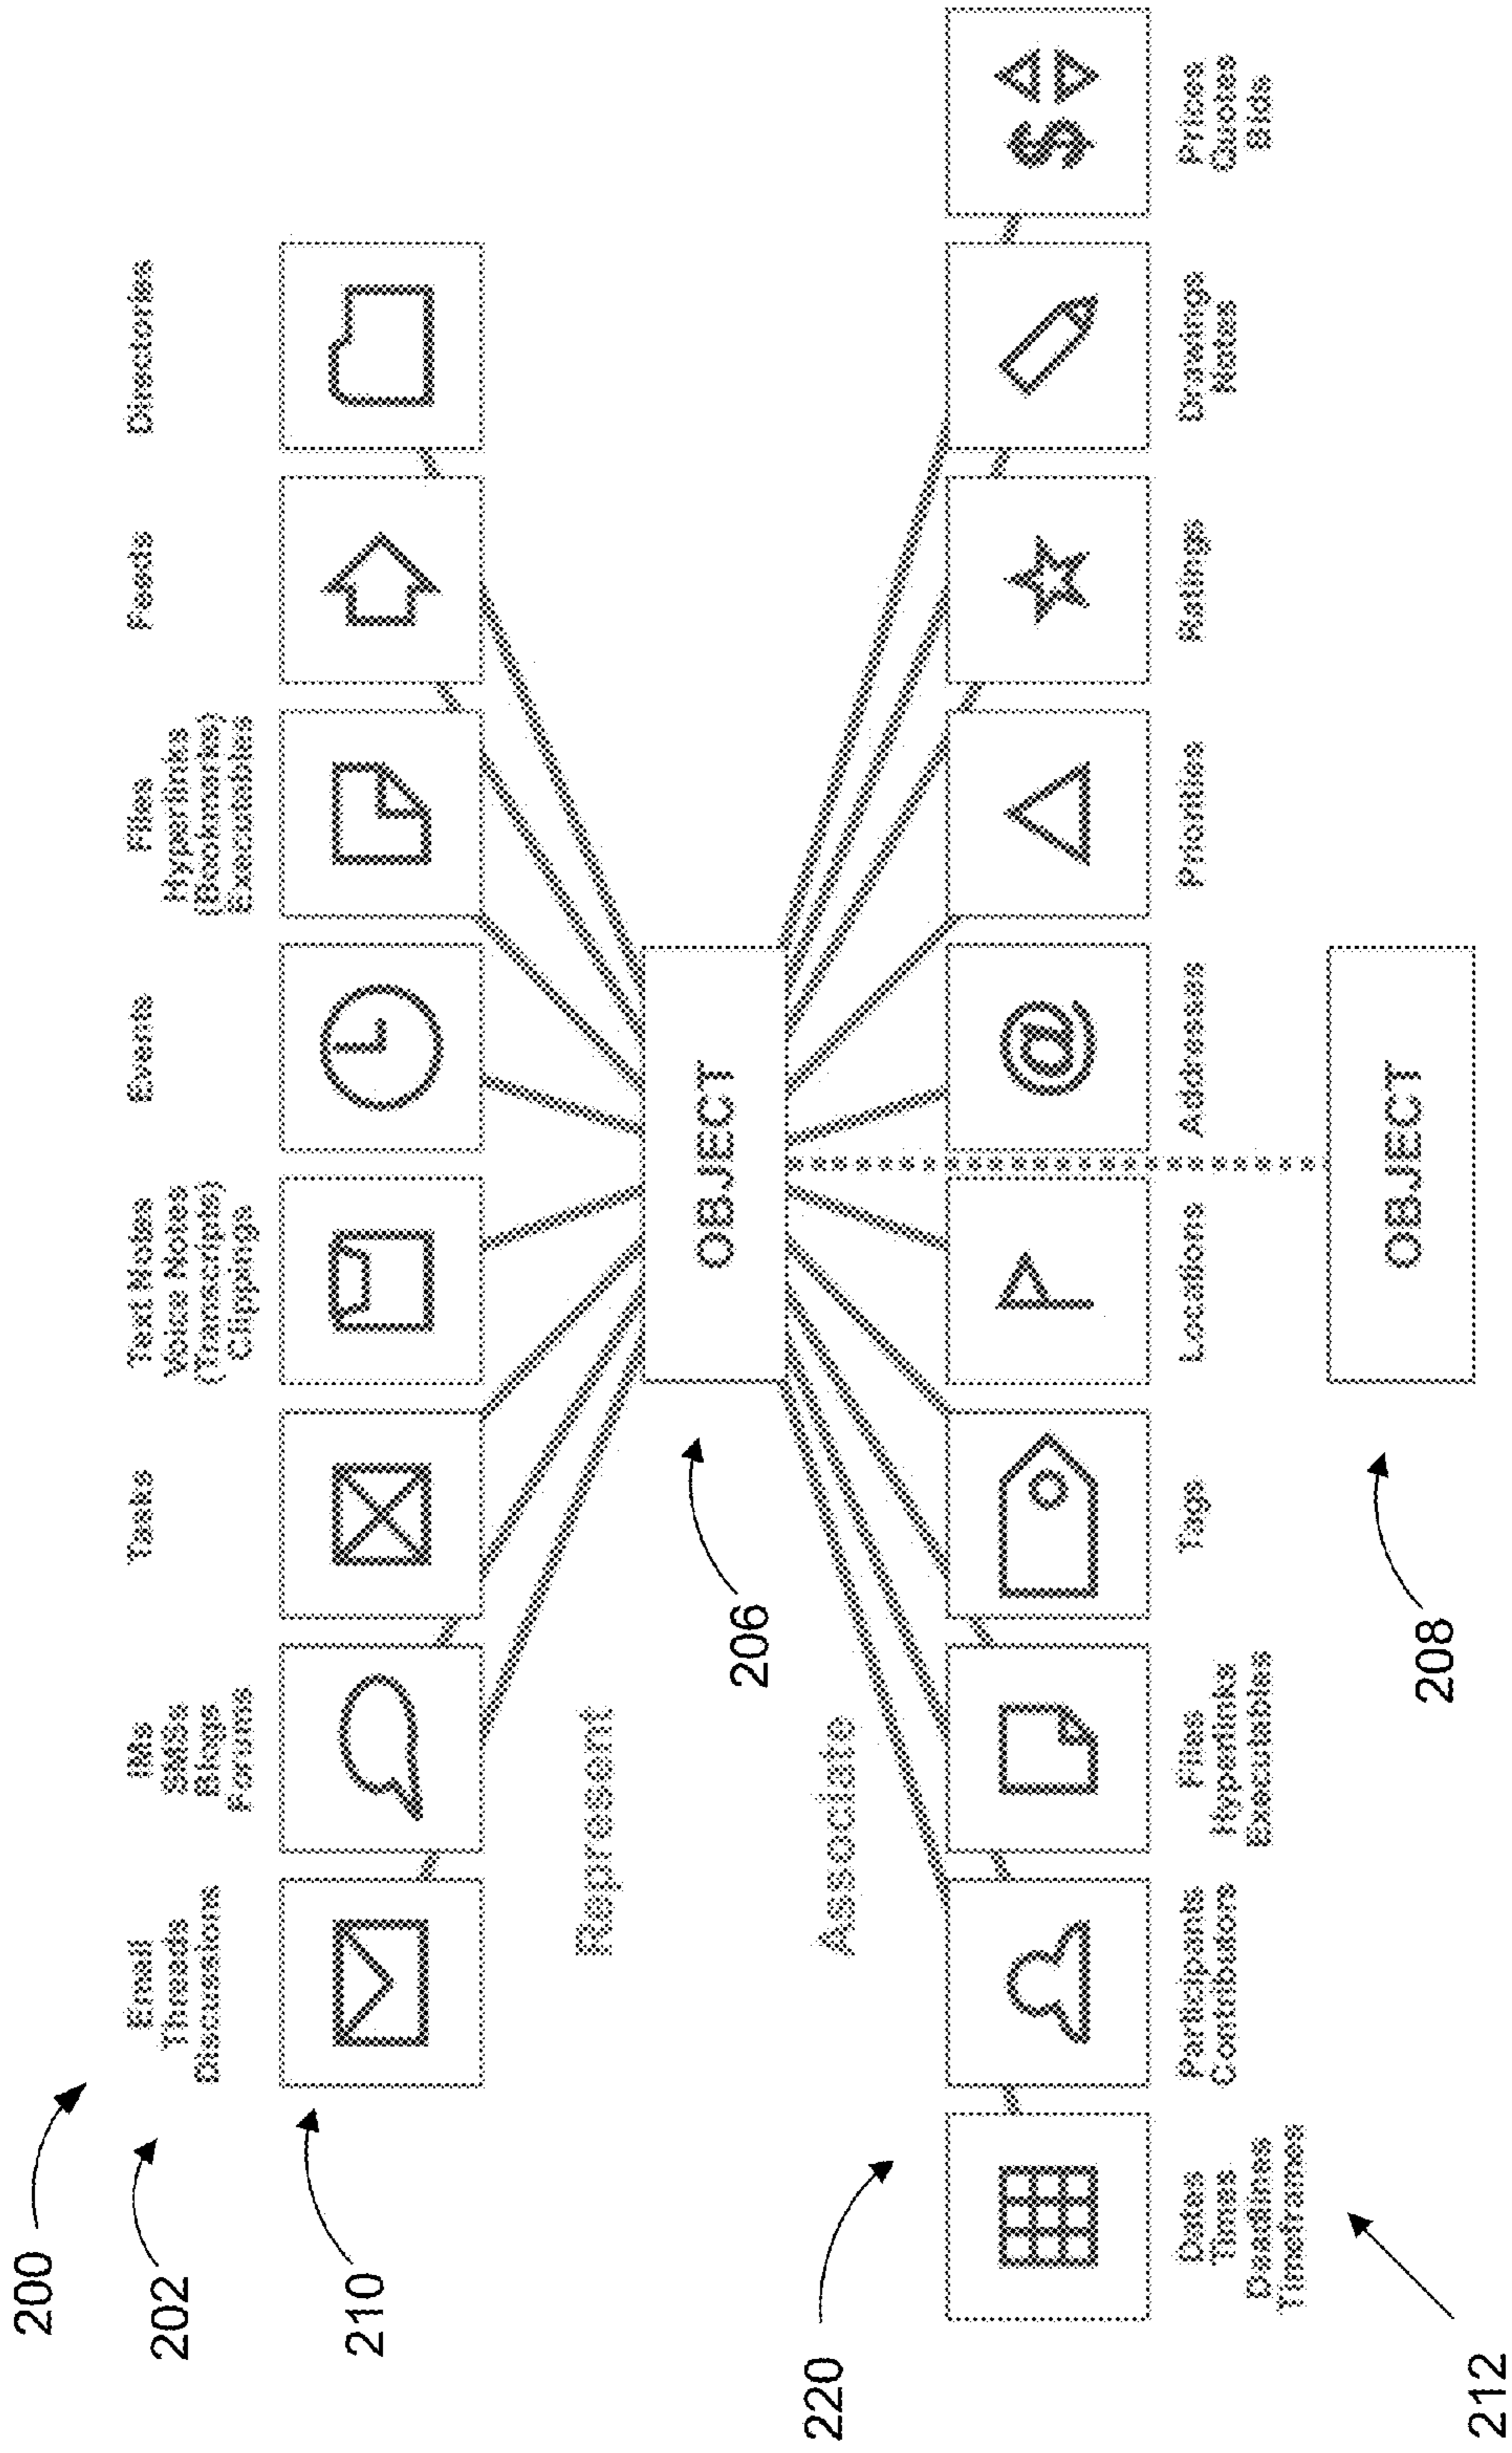 200
202
Email
Threads
Discussions
IMs
SMSs
Blogs
Forums
Tasks
Text Notes
Voice Notes
(Transcripts)
Clippings
Events
Files
Hyperlinks
(Bookmarks)
Executables
Feeds
Directories
210
Represent
OBJECT
206
Associate
220
$
@
Dates
Times
Deadlines
Timeframes
Participants
Contributors
Files
Hyperlinks
Executables
Tags
Locations
Addresses
Priorities
Ratings
Drawings
Notes
Prices
Quotes
Bids
212
OBJECT
208